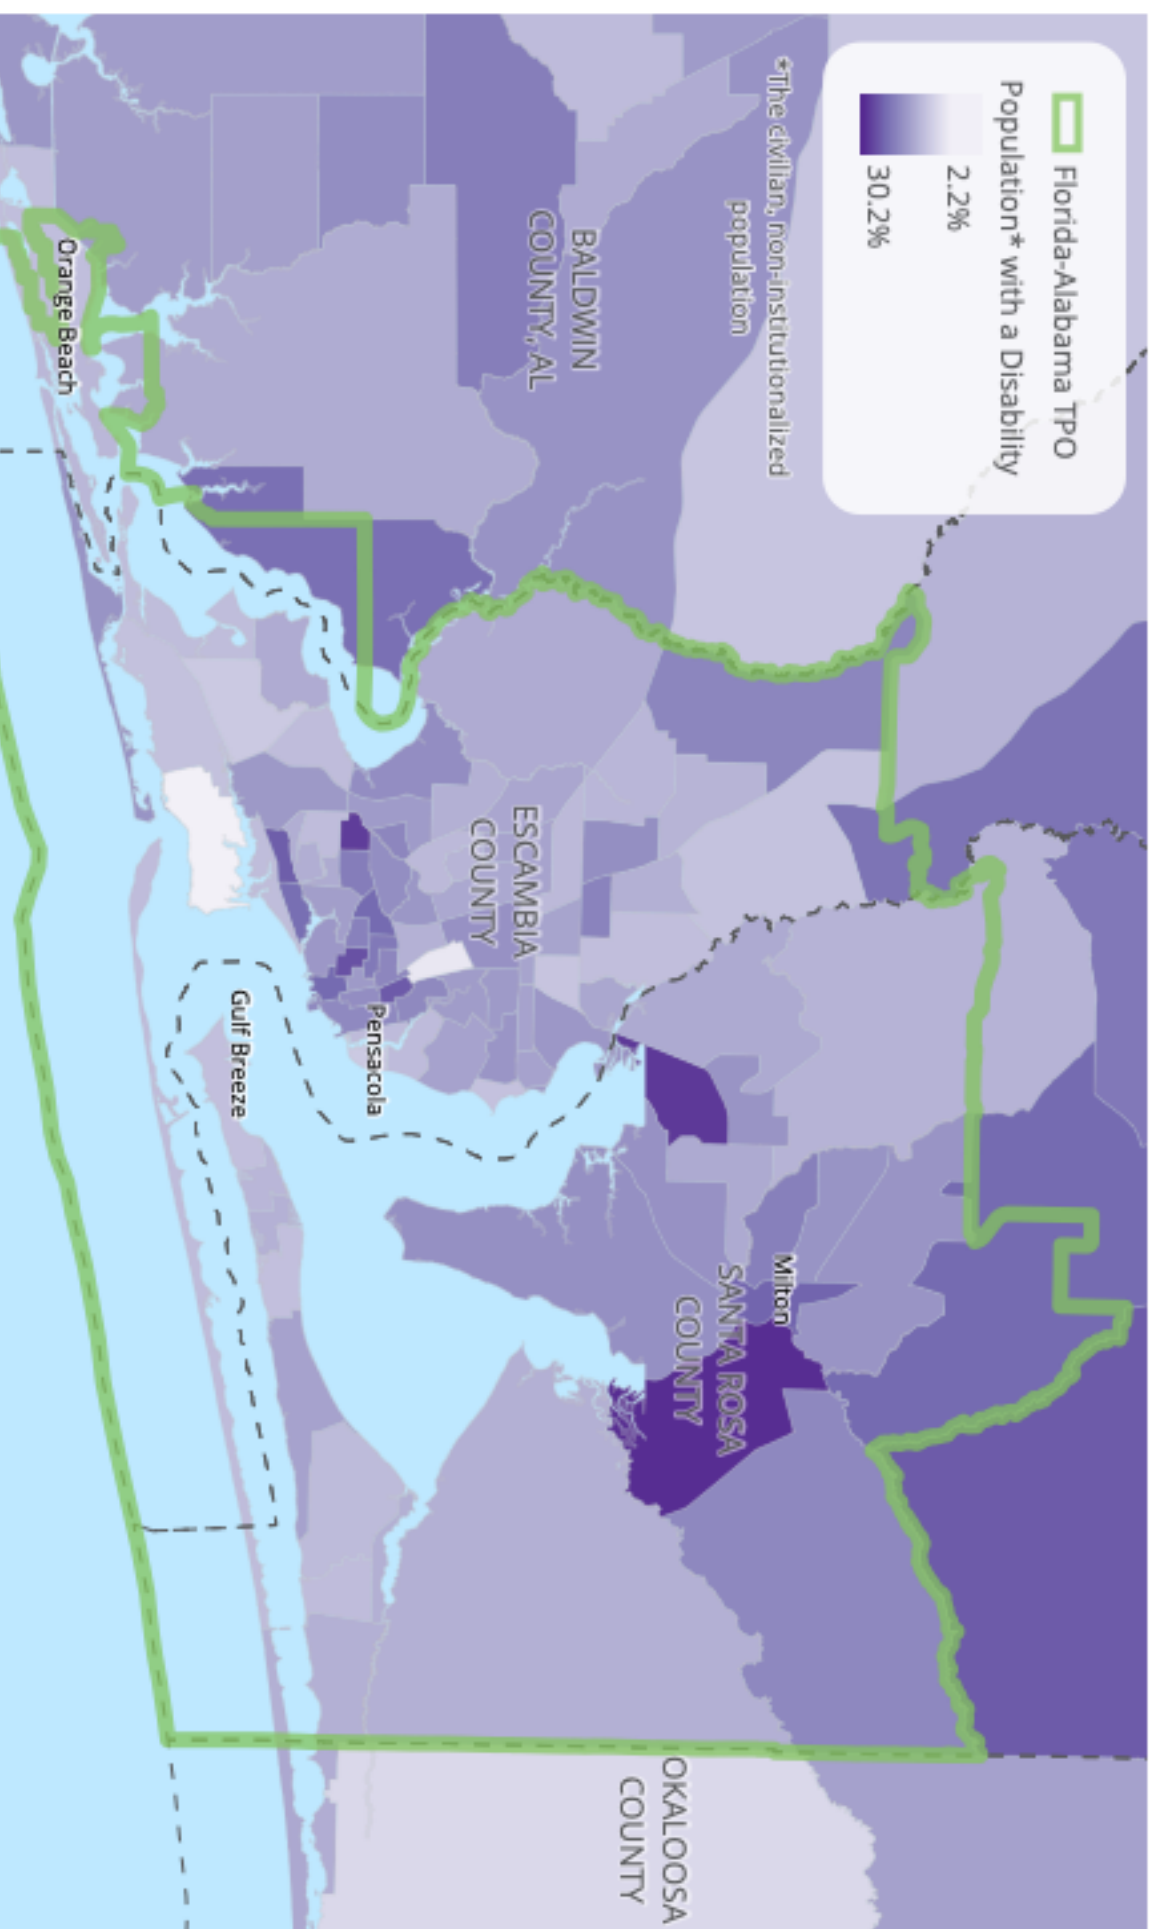 Florida-Alabama TPO
Population* with a Disability
2.2%
30.2%
*The civilian, non-institutionalized
population
BALDWIN
COUNTY, AL
Orange Beach
ESCAMBIA
COUNTY
Pensacola
Gulf Breeze
Milton
SANTA ROSA
COUNTY
OKALOOSA
COUNTY